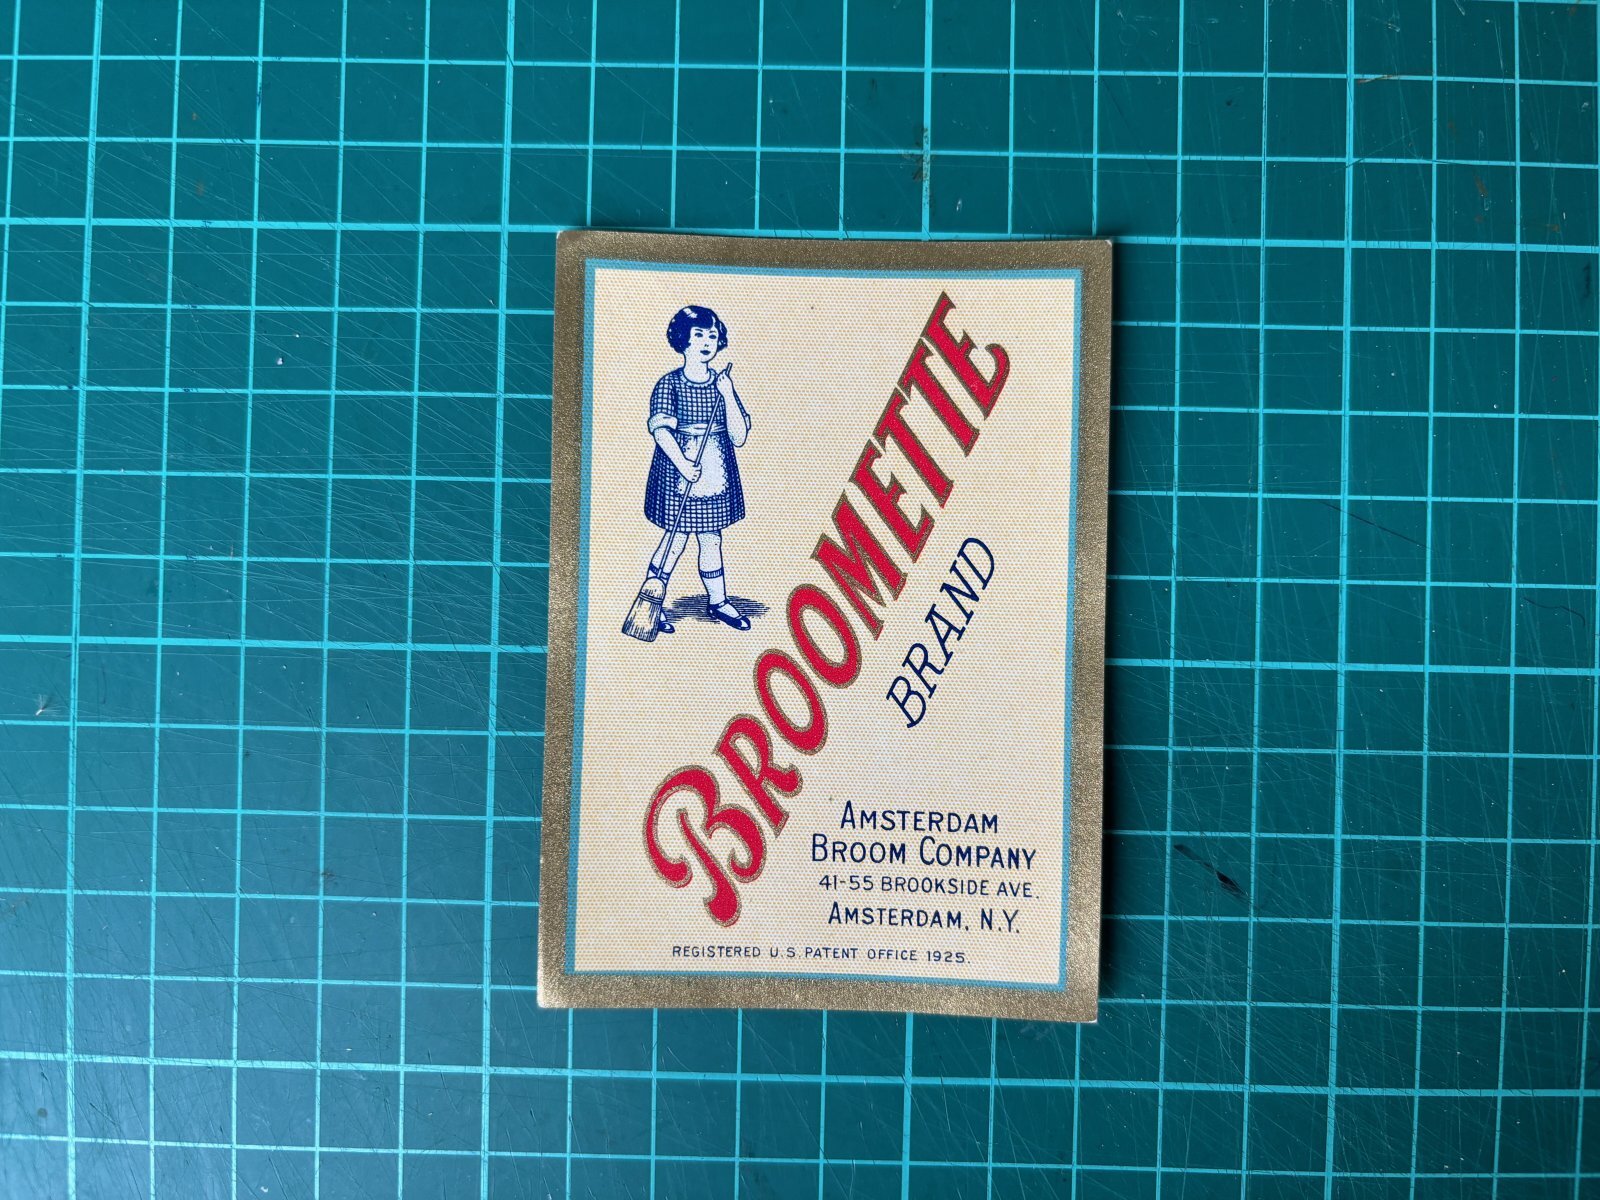 BROOMETTE
BRAND
AMSTERDAM
BROOM COMPANY
41-55 BROOKSIDE AVE.
AMSTERDAM, N.Y.
REGISTERED U.S. PATENT OFFICE 1925.